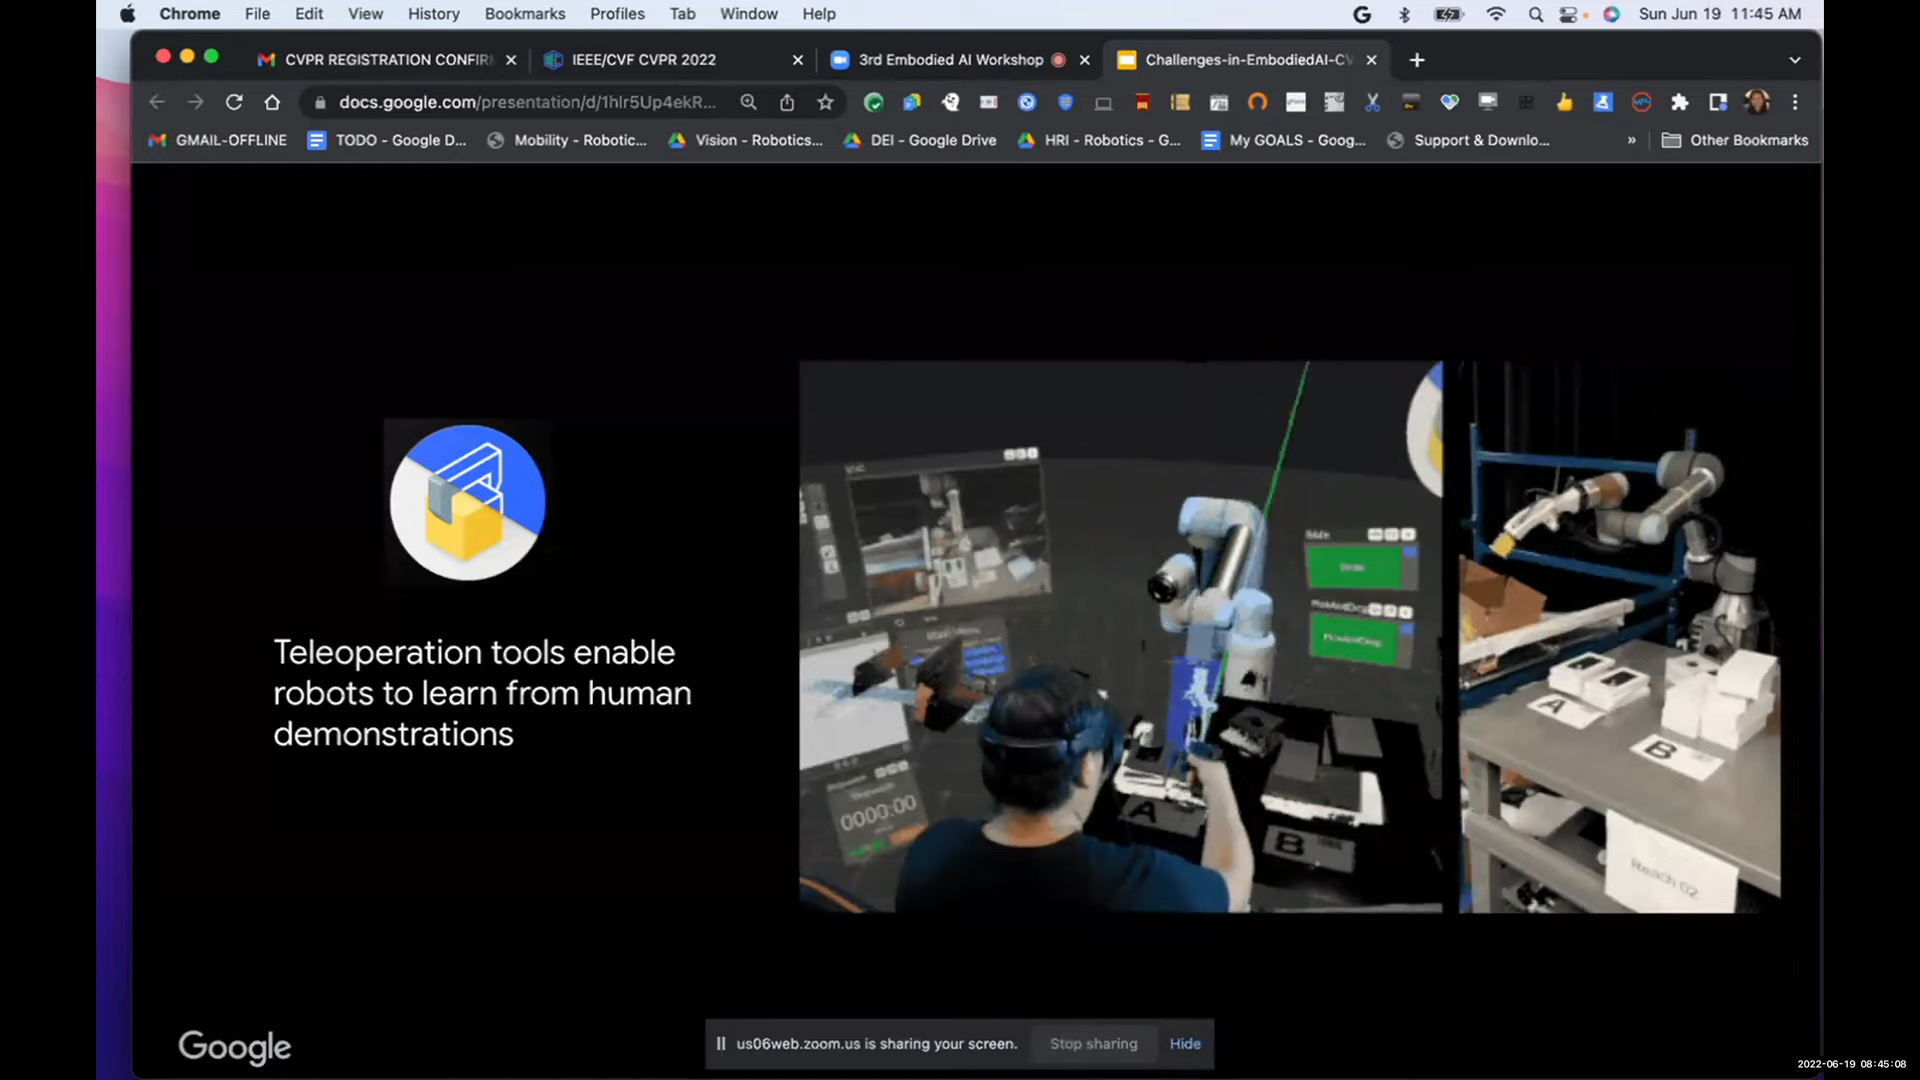 Chrome File Edit View History Bookmarks Profiles Tab Window Help Sun Jun 19 11:45 AM
CVPR REGISTRATION CONFIR IEEE/CVF CVPR 2022 3rd Embodied AI Workshop Challenges-in-EmbodiedAI-CV
docs.google.com/presentation/d/1hlr5Up4ekR...
GMAIL-OFFLINE TODO - Google D... Mobility - Robotic... Vision - Robotics... DEI - Google Drive HRI - Robotics - G... My GOALS - Goog... Support & Downlo... » Other Bookmarks
Teleoperation tools enable
robots to learn from human
demonstrations
0000:00
A
B
A
B
Reach 02
Google
us06web.zoom.us is sharing your screen. Stop sharing Hide
2022-06-19 08:45:08